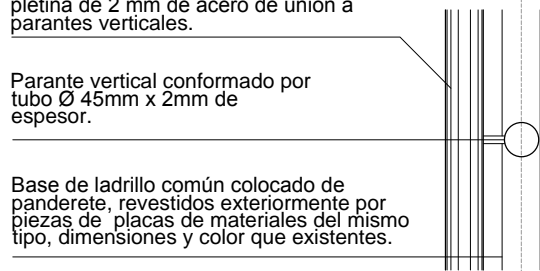 pletina de 2 mm de acero de unión a
parantes verticales.
Parante vertical conformado por
tubo Ø 45mm x 2mm de
espesor.
Base de ladrillo común colocado de
panderete, revestidos exteriormente por
piezas de placas de materiales del mismo
tipo, dimensiones y color que existentes.